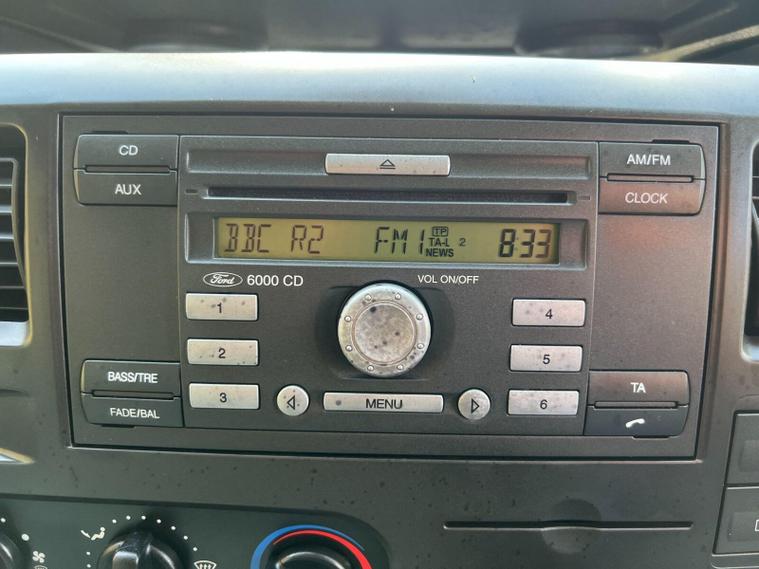 CD
AUX
AM/FM
CLOCK
BBC R2 FM1 TP TA-L 2 NEWS 8:33
Ford 6000 CD
VOL ON/OFF
1
2
3
4
5
6
BASS/TRE
FADE/BAL
MENU
TA